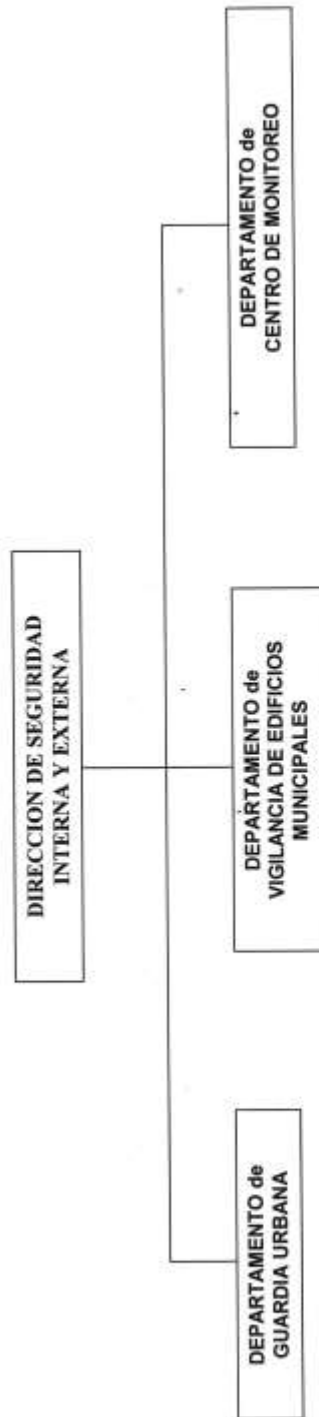 DIRECCION DE SEGURIDAD
INTERNA Y EXTERNA
DEPARTAMENTO de
GUARDIA URBANA
DEPARTAMENTO de
VIGILANCIA DE EDIFICIOS
MUNICIPALES
DEPARTAMENTO de
CENTRO DE MONITOREO